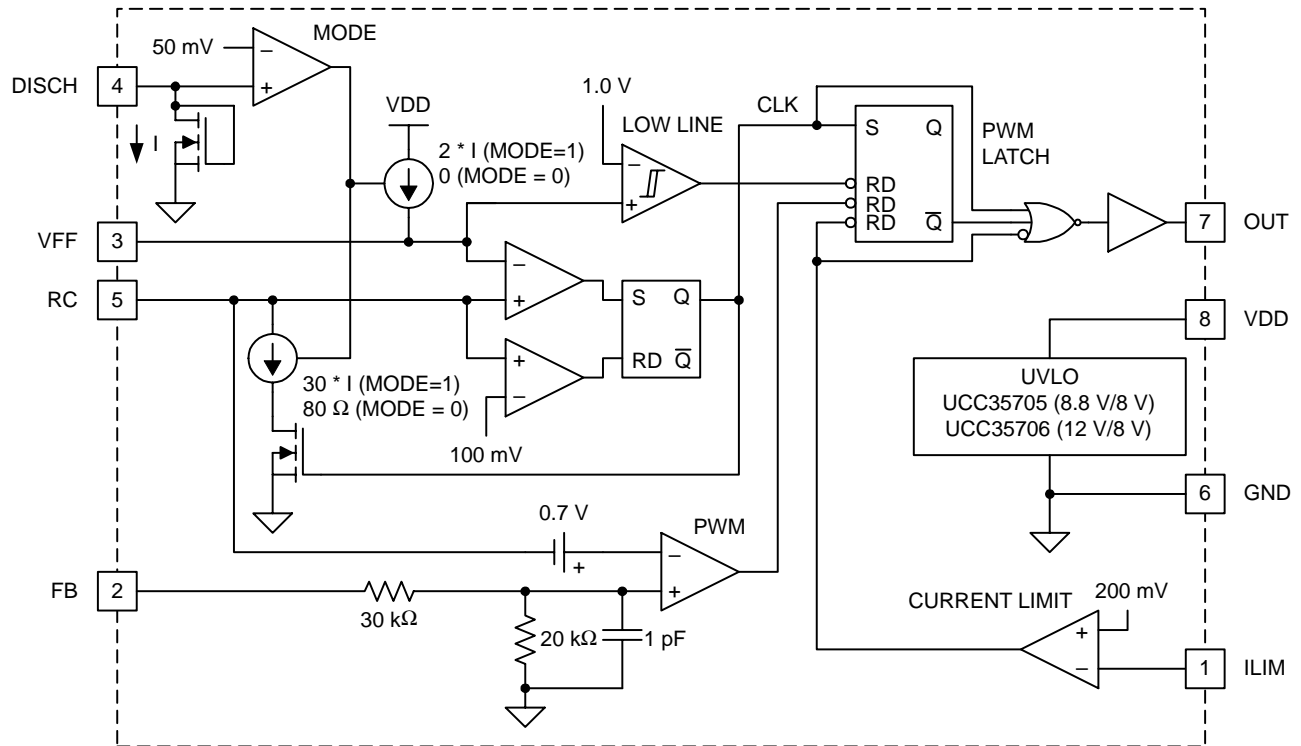 MODE
50 mV
−
+
DISCH
4
I
VDD
2 * I (MODE=1)
0 (MODE = 0)
1.0 V
LOW LINE
−
+
CLK
S
Q
RD
RD
RD
Q
PWM
LATCH
7
OUT
VFF
3
RC
5
−
+
S
Q
RD
Q
+
−
100 mV
30 * I (MODE=1)
80 Ω (MODE = 0)
8
VDD
UVLO
UCC35705 (8.8 V/8 V)
UCC35706 (12 V/8 V)
6
GND
0.7 V
+
PWM
−
+
FB
2
30 kΩ
20 kΩ
1 pF
CURRENT LIMIT
200 mV
+
−
1
ILIM